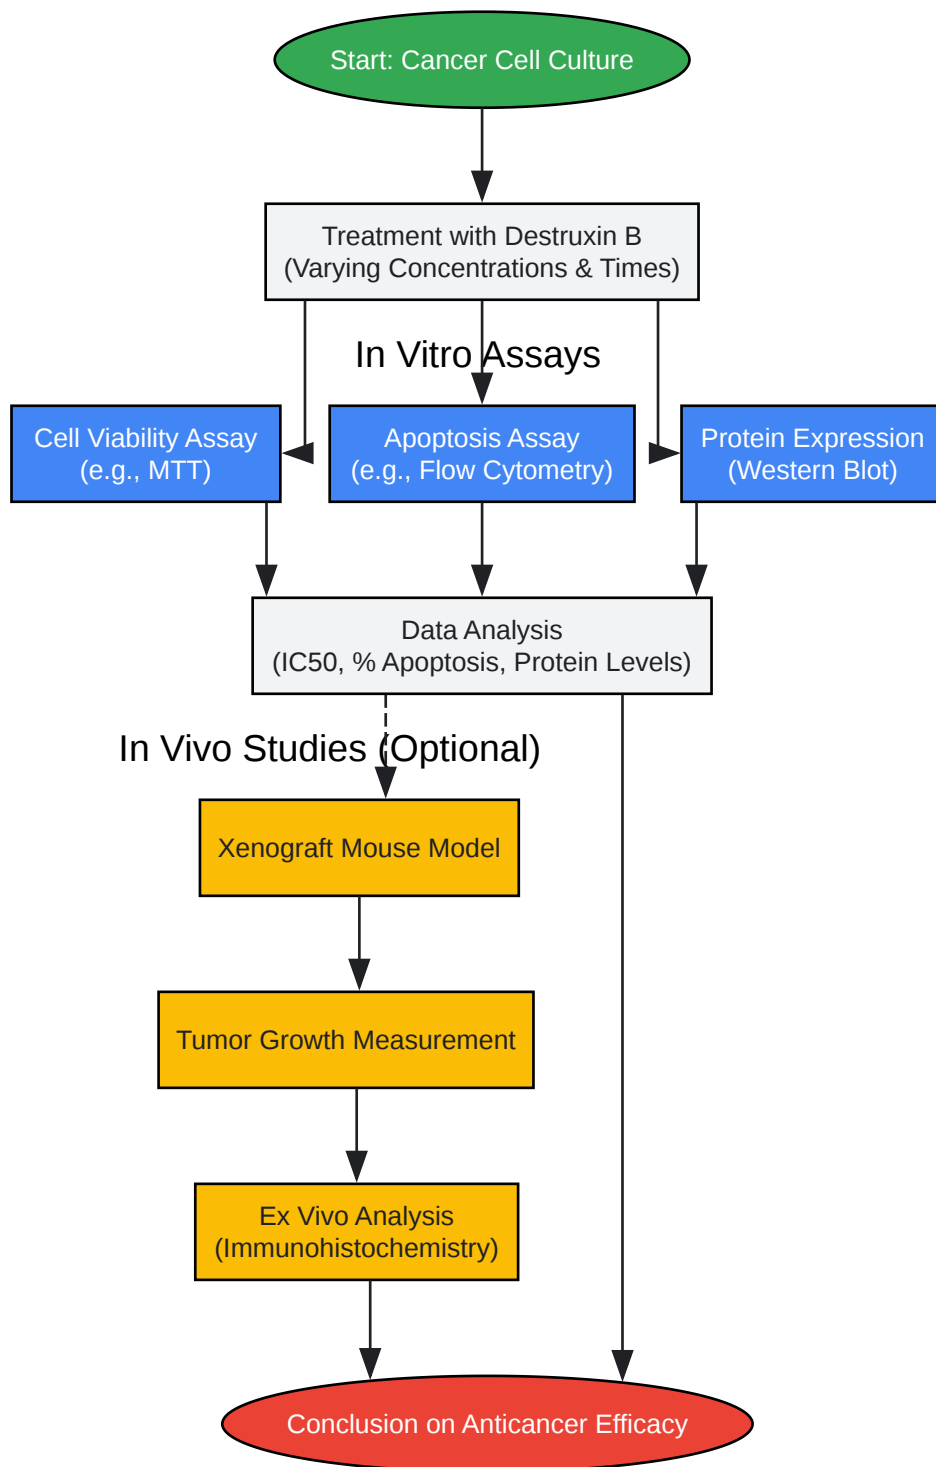 Start: Cancer Cell Culture
Treatment with Destruxin B
(Varying Concentrations & Times)
In Vitro Assays
Cell Viability Assay
(e.g., MTT)
Apoptosis Assay
(e.g., Flow Cytometry)
Protein Expression
(Western Blot)
Data Analysis
(IC50, % Apoptosis, Protein Levels)
In Vivo Studies (Optional)
Xenograft Mouse Model
Tumor Growth Measurement
Ex Vivo Analysis
(Immunohistochemistry)
Conclusion on Anticancer Efficacy